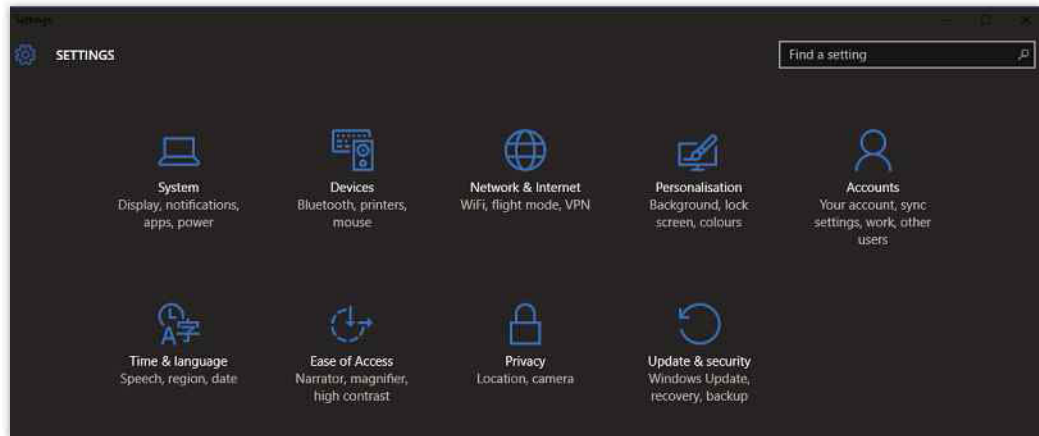 Settings
SETTINGS
Find a setting
System
Display, notifications,
apps, power
Devices
Bluetooth, printers,
mouse
Network & Internet
WiFi, flight mode, VPN
Personalisation
Background, lock
screen, colours
Accounts
Your account, sync
settings, work, other
users
Time & language
Speech, region, date
Ease of Access
Narrator, magnifier,
high contrast
Privacy
Location, camera
Update & security
Windows Update,
recovery, backup